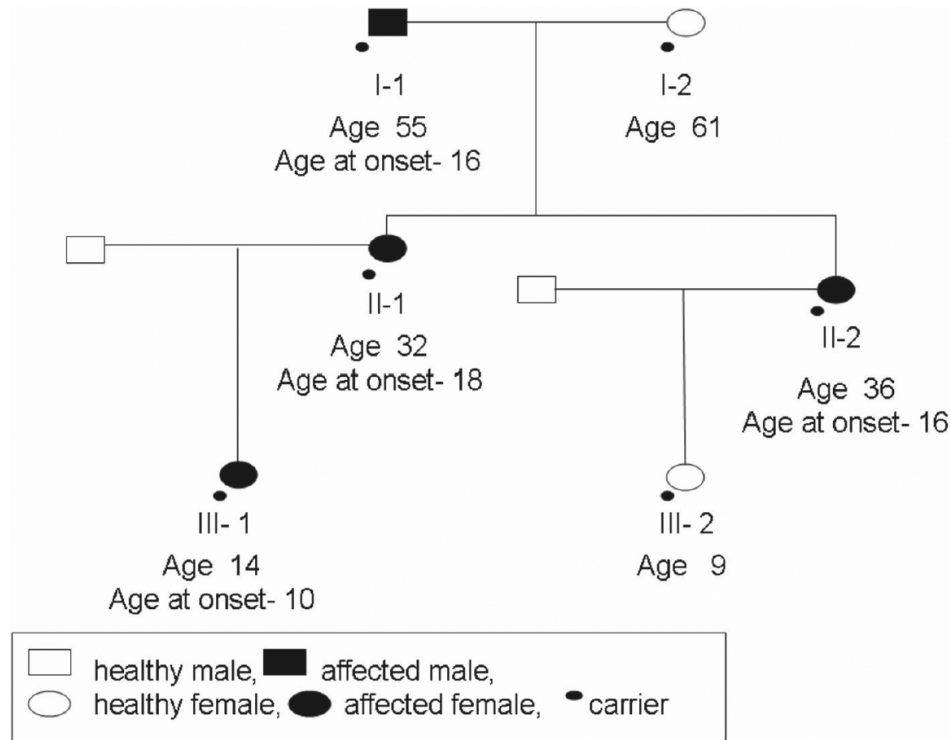 I-1
Age 55
Age at onset- 16
I-2
Age 61
II-1
Age 32
Age at onset- 18
II-2
Age 36
Age at onset- 16
III- 1
Age 14
Age at onset- 10
III- 2
Age 9
healthy male, affected male,
healthy female, affected female, carrier